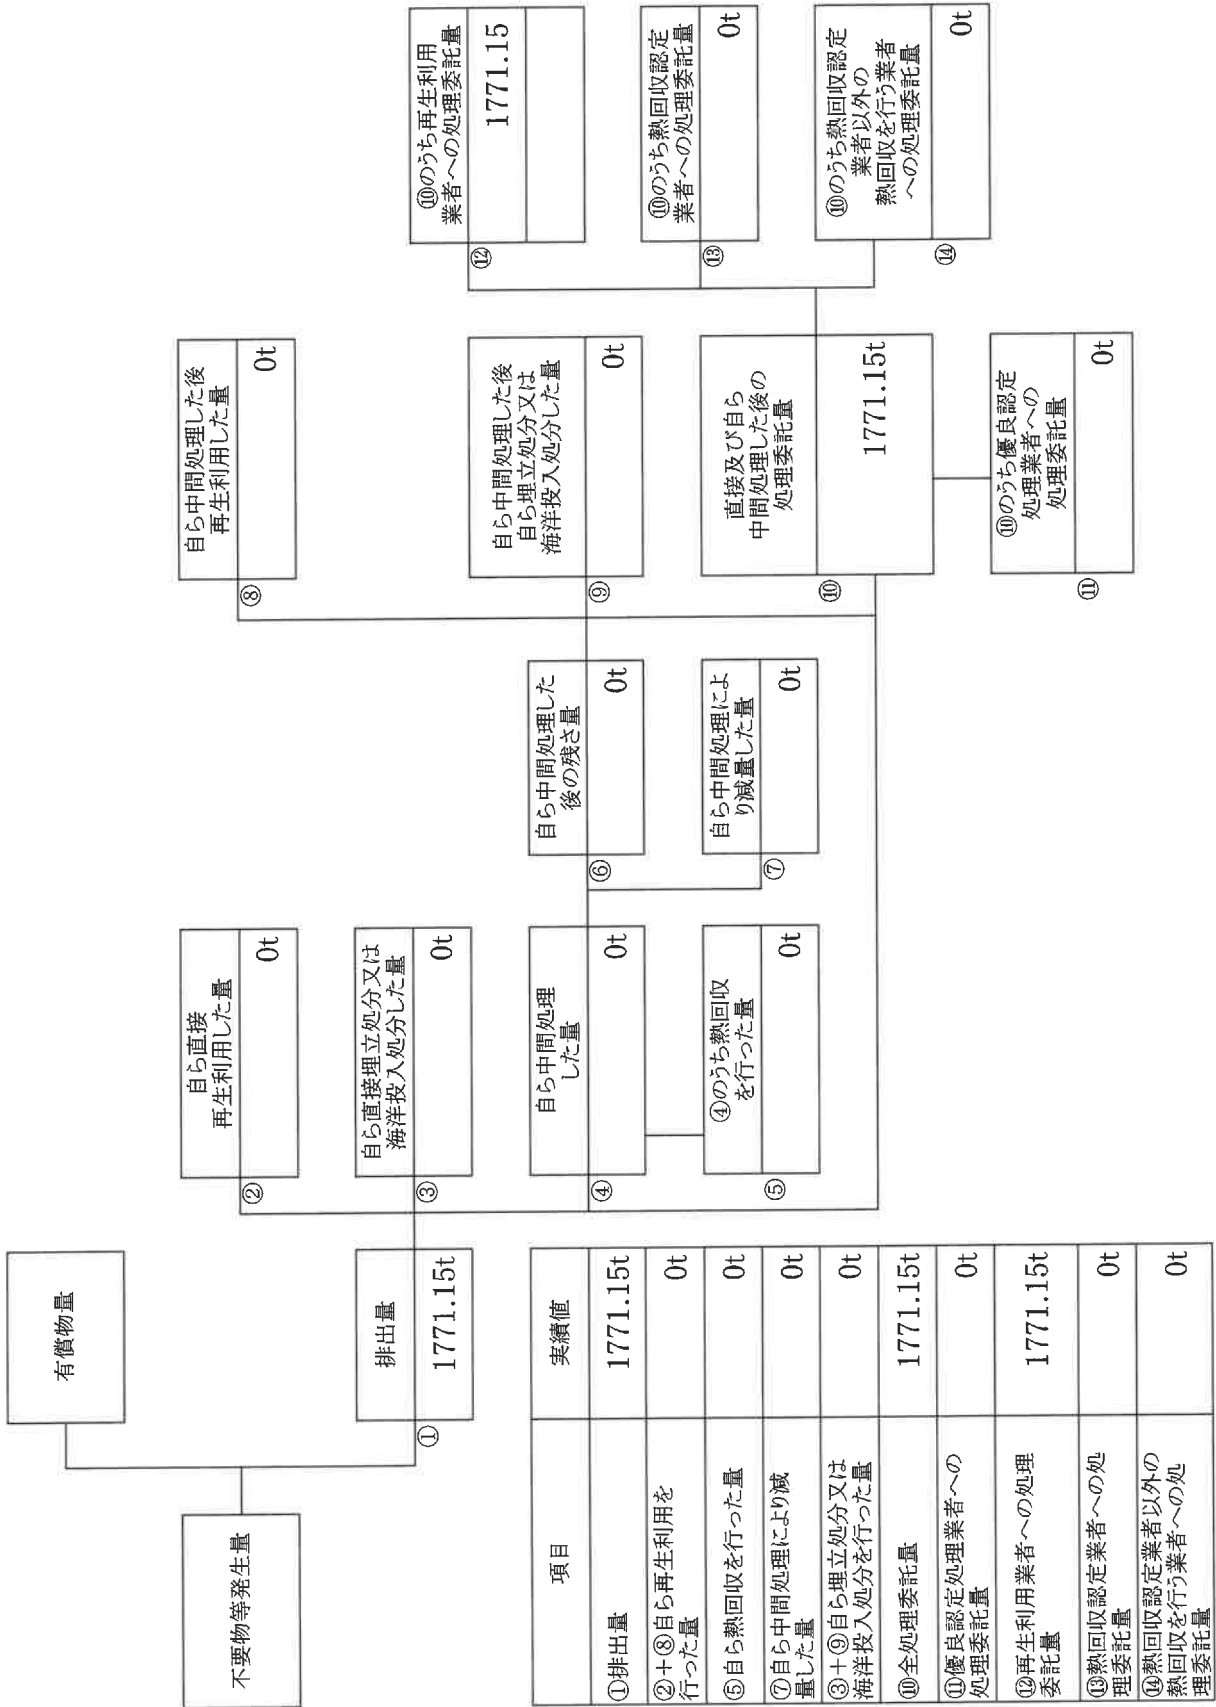 不要物等発生量
有償物量
①
排出量
1771.15t
②
自ら直接
再生利用した量
0t
③
自ら直接埋立処分又は
海洋投入処分した量
0t
④
自ら中間処理
した量
0t
⑤
④のうち熱回収
を行った量
0t
⑥
自ら中間処理した
後の残さ量
0t
⑦
自ら中間処理によ
り減量した量
0t
⑧
自ら中間処理した後
再生利用した量
0t
⑨
自ら中間処理した後
自ら埋立処分又は
海洋投入処分した量
0t
⑩
直接及び自ら
中間処理した後の
処理委託量
1771.15t
⑪
⑩のうち優良認定
処理業者への
処理委託量
0t
⑫
⑩のうち再生利用
業者への処理委託量
1771.15
⑬
⑩のうち熱回収認定
業者への処理委託量
0t
⑭
⑩のうち熱回収認定
業者以外の
熱回収を行う業者
への処理委託量
0t
項目 実績値
①排出量 1771.15t
②+⑧自ら再生利用を
行った量 0t
⑤自ら熱回収を行った量 0t
⑦自ら中間処理により減
量した量 0t
③+⑨自ら埋立処分又は
海洋投入処分を行った量 0t
⑩全処理委託量 1771.15t
⑪優良認定処理業者への
処理委託量 0t
⑫再生利用業者への処理
委託量 1771.15t
⑬熱回収認定業者への処
理委託量 0t
⑭熱回収認定業者以外の
熱回収を行う業者への処
理委託量 0t